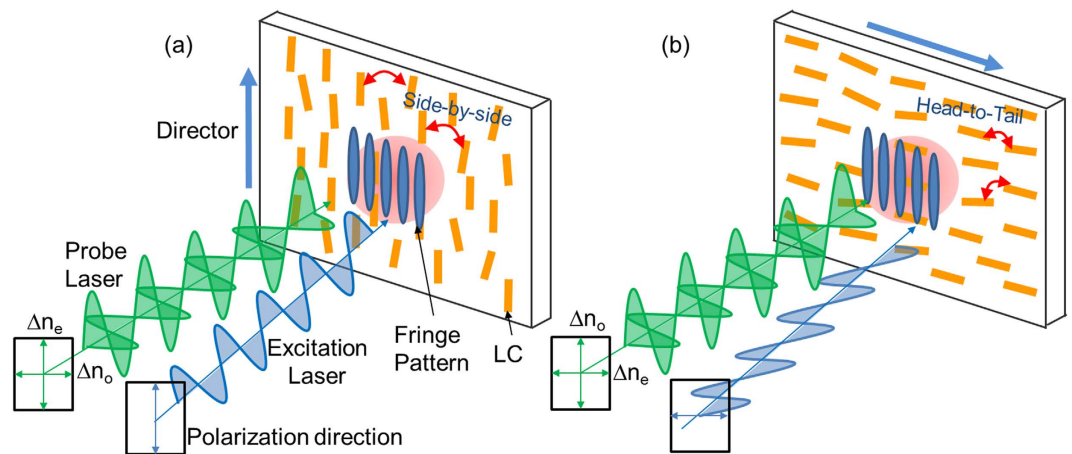 (a)
Side-by-side
Director
Probe
Laser
Δnₑ
Δnₒ
Excitation
Laser
Fringe
Pattern
LC
Polarization direction
(b)
Head-to-Tail
Δnₒ
Δnₑ